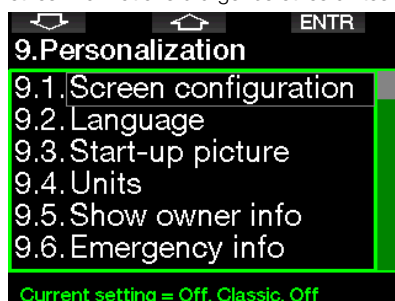 ENTR
9.Personalization
9.1.Screen configuration
9.2.Language
9.3.Start-up picture
9.4.Units
9.5.Show owner info
9.6.Emergency info
Current setting = Off, Classic, Off